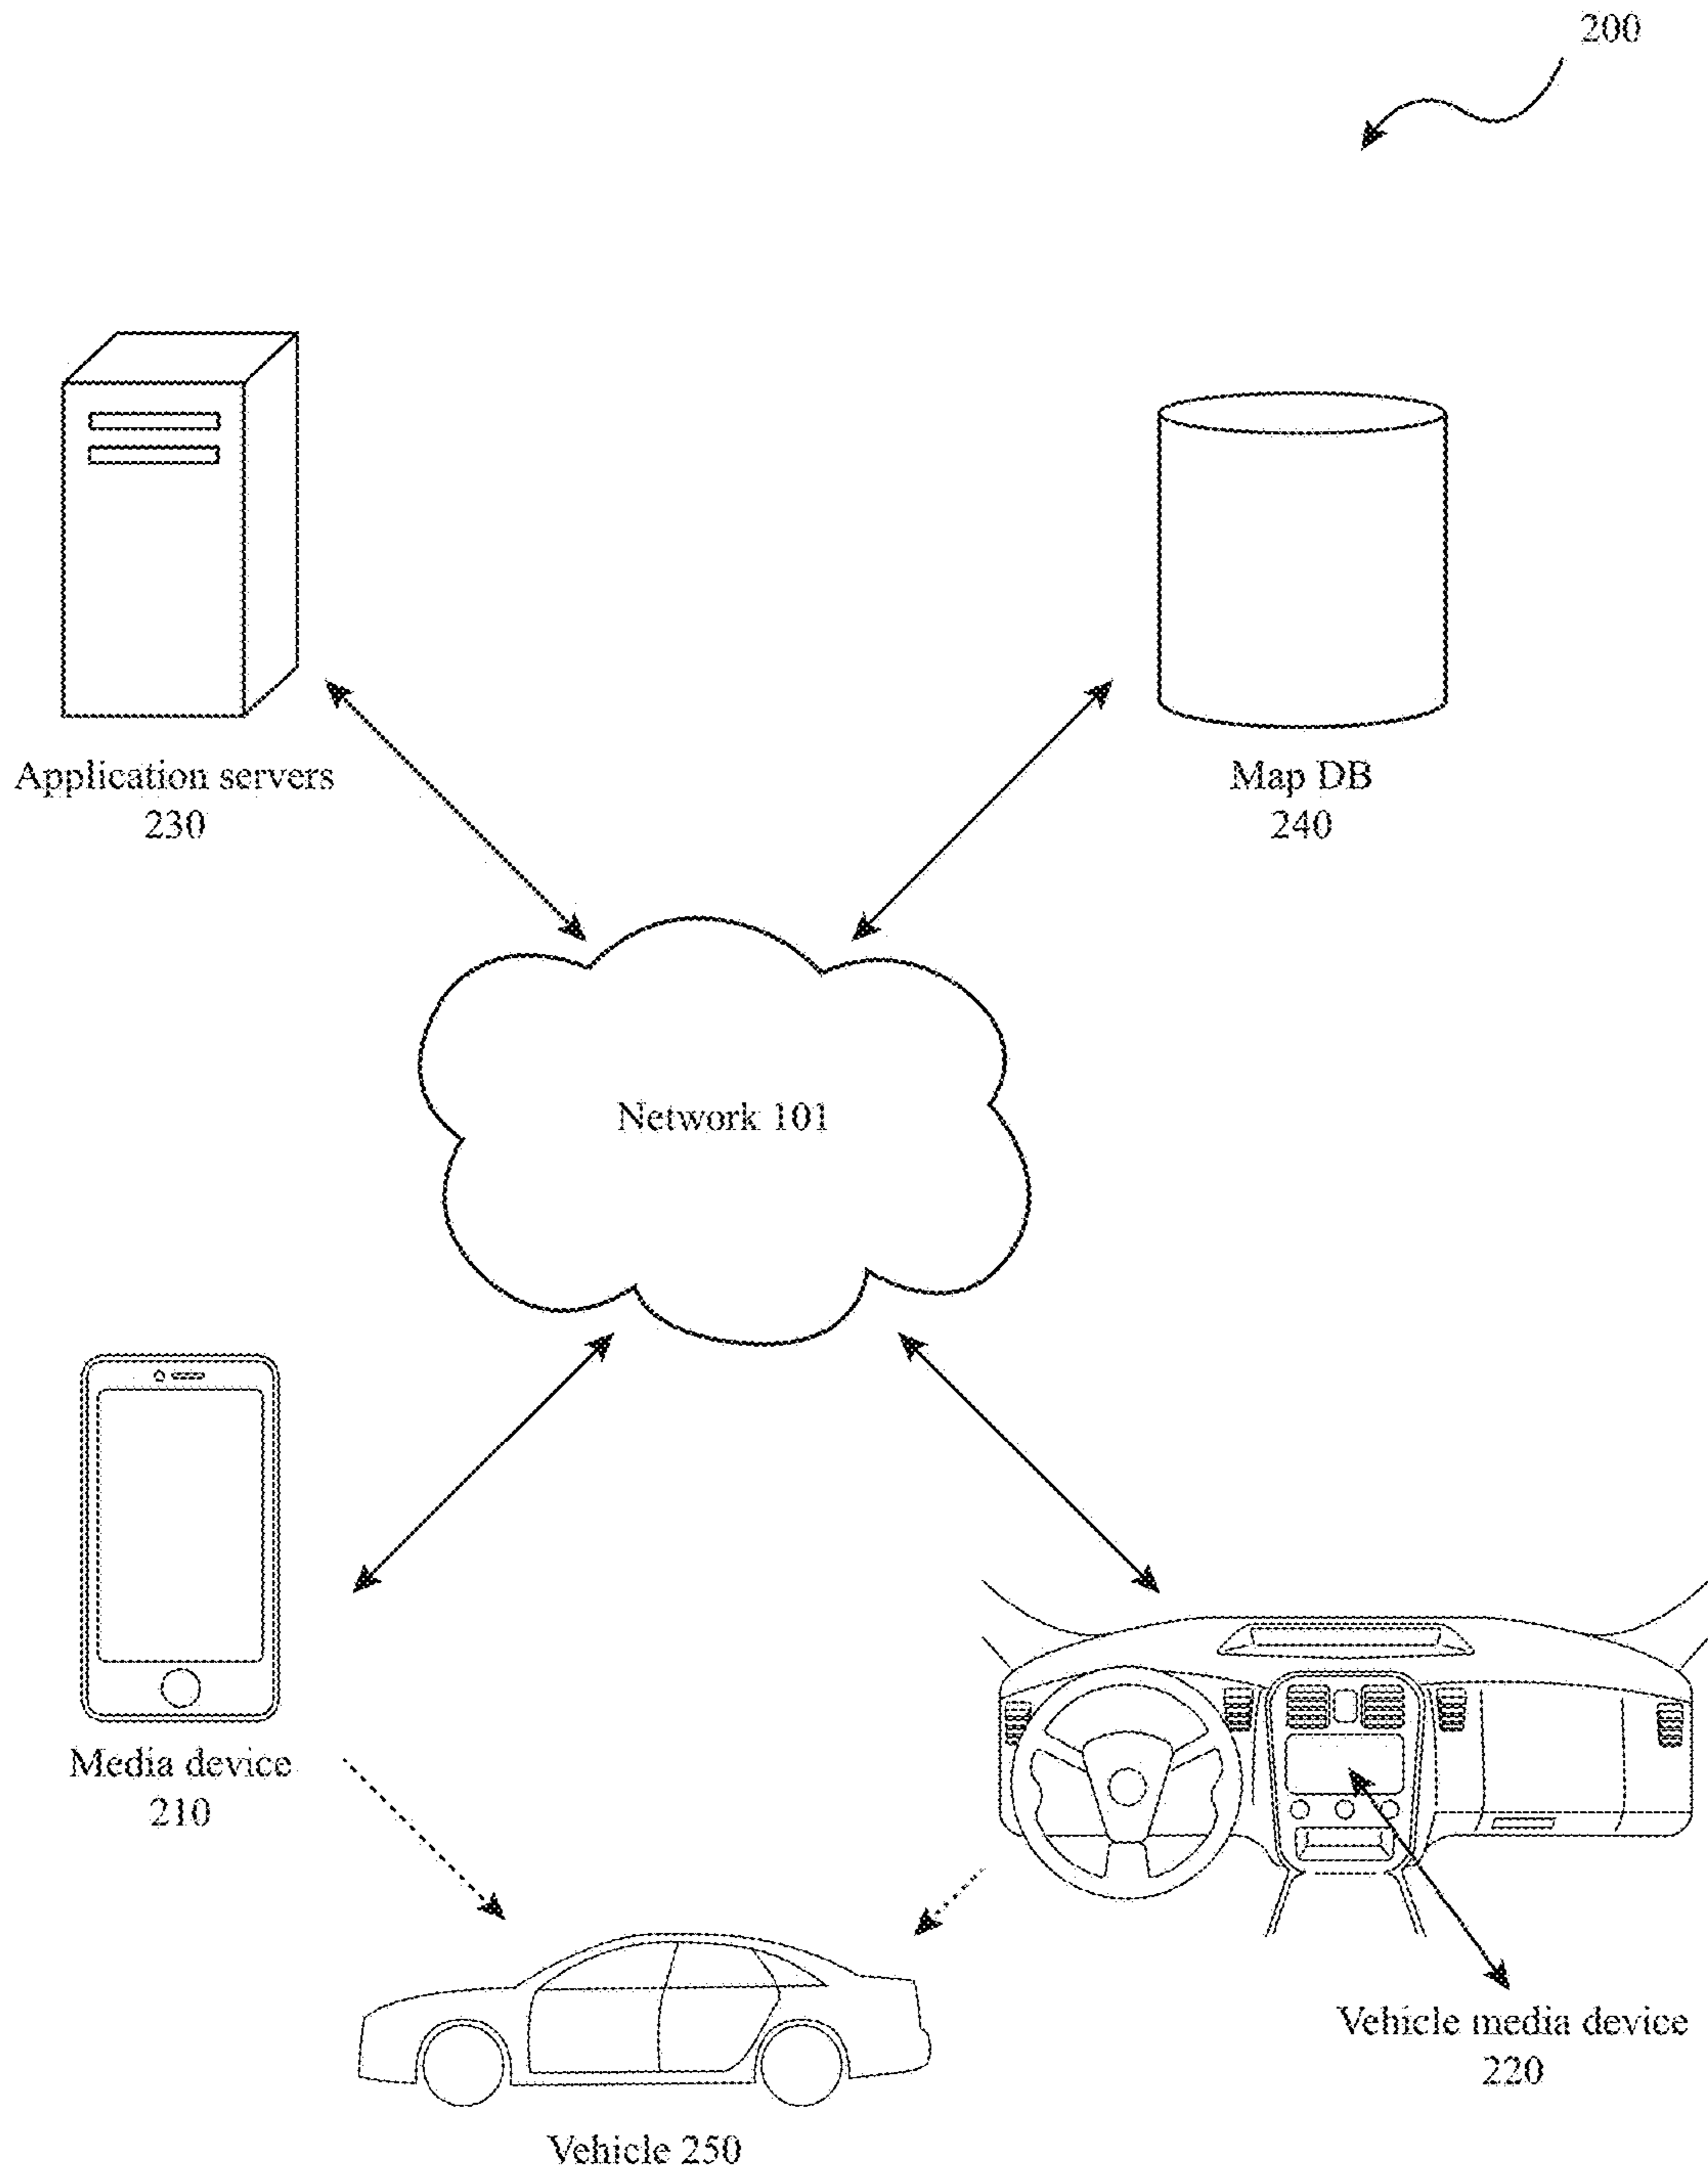 200
Application servers
230
Map DB
240
Network 101
Media device
210
Vehicle media device
220
Vehicle 250